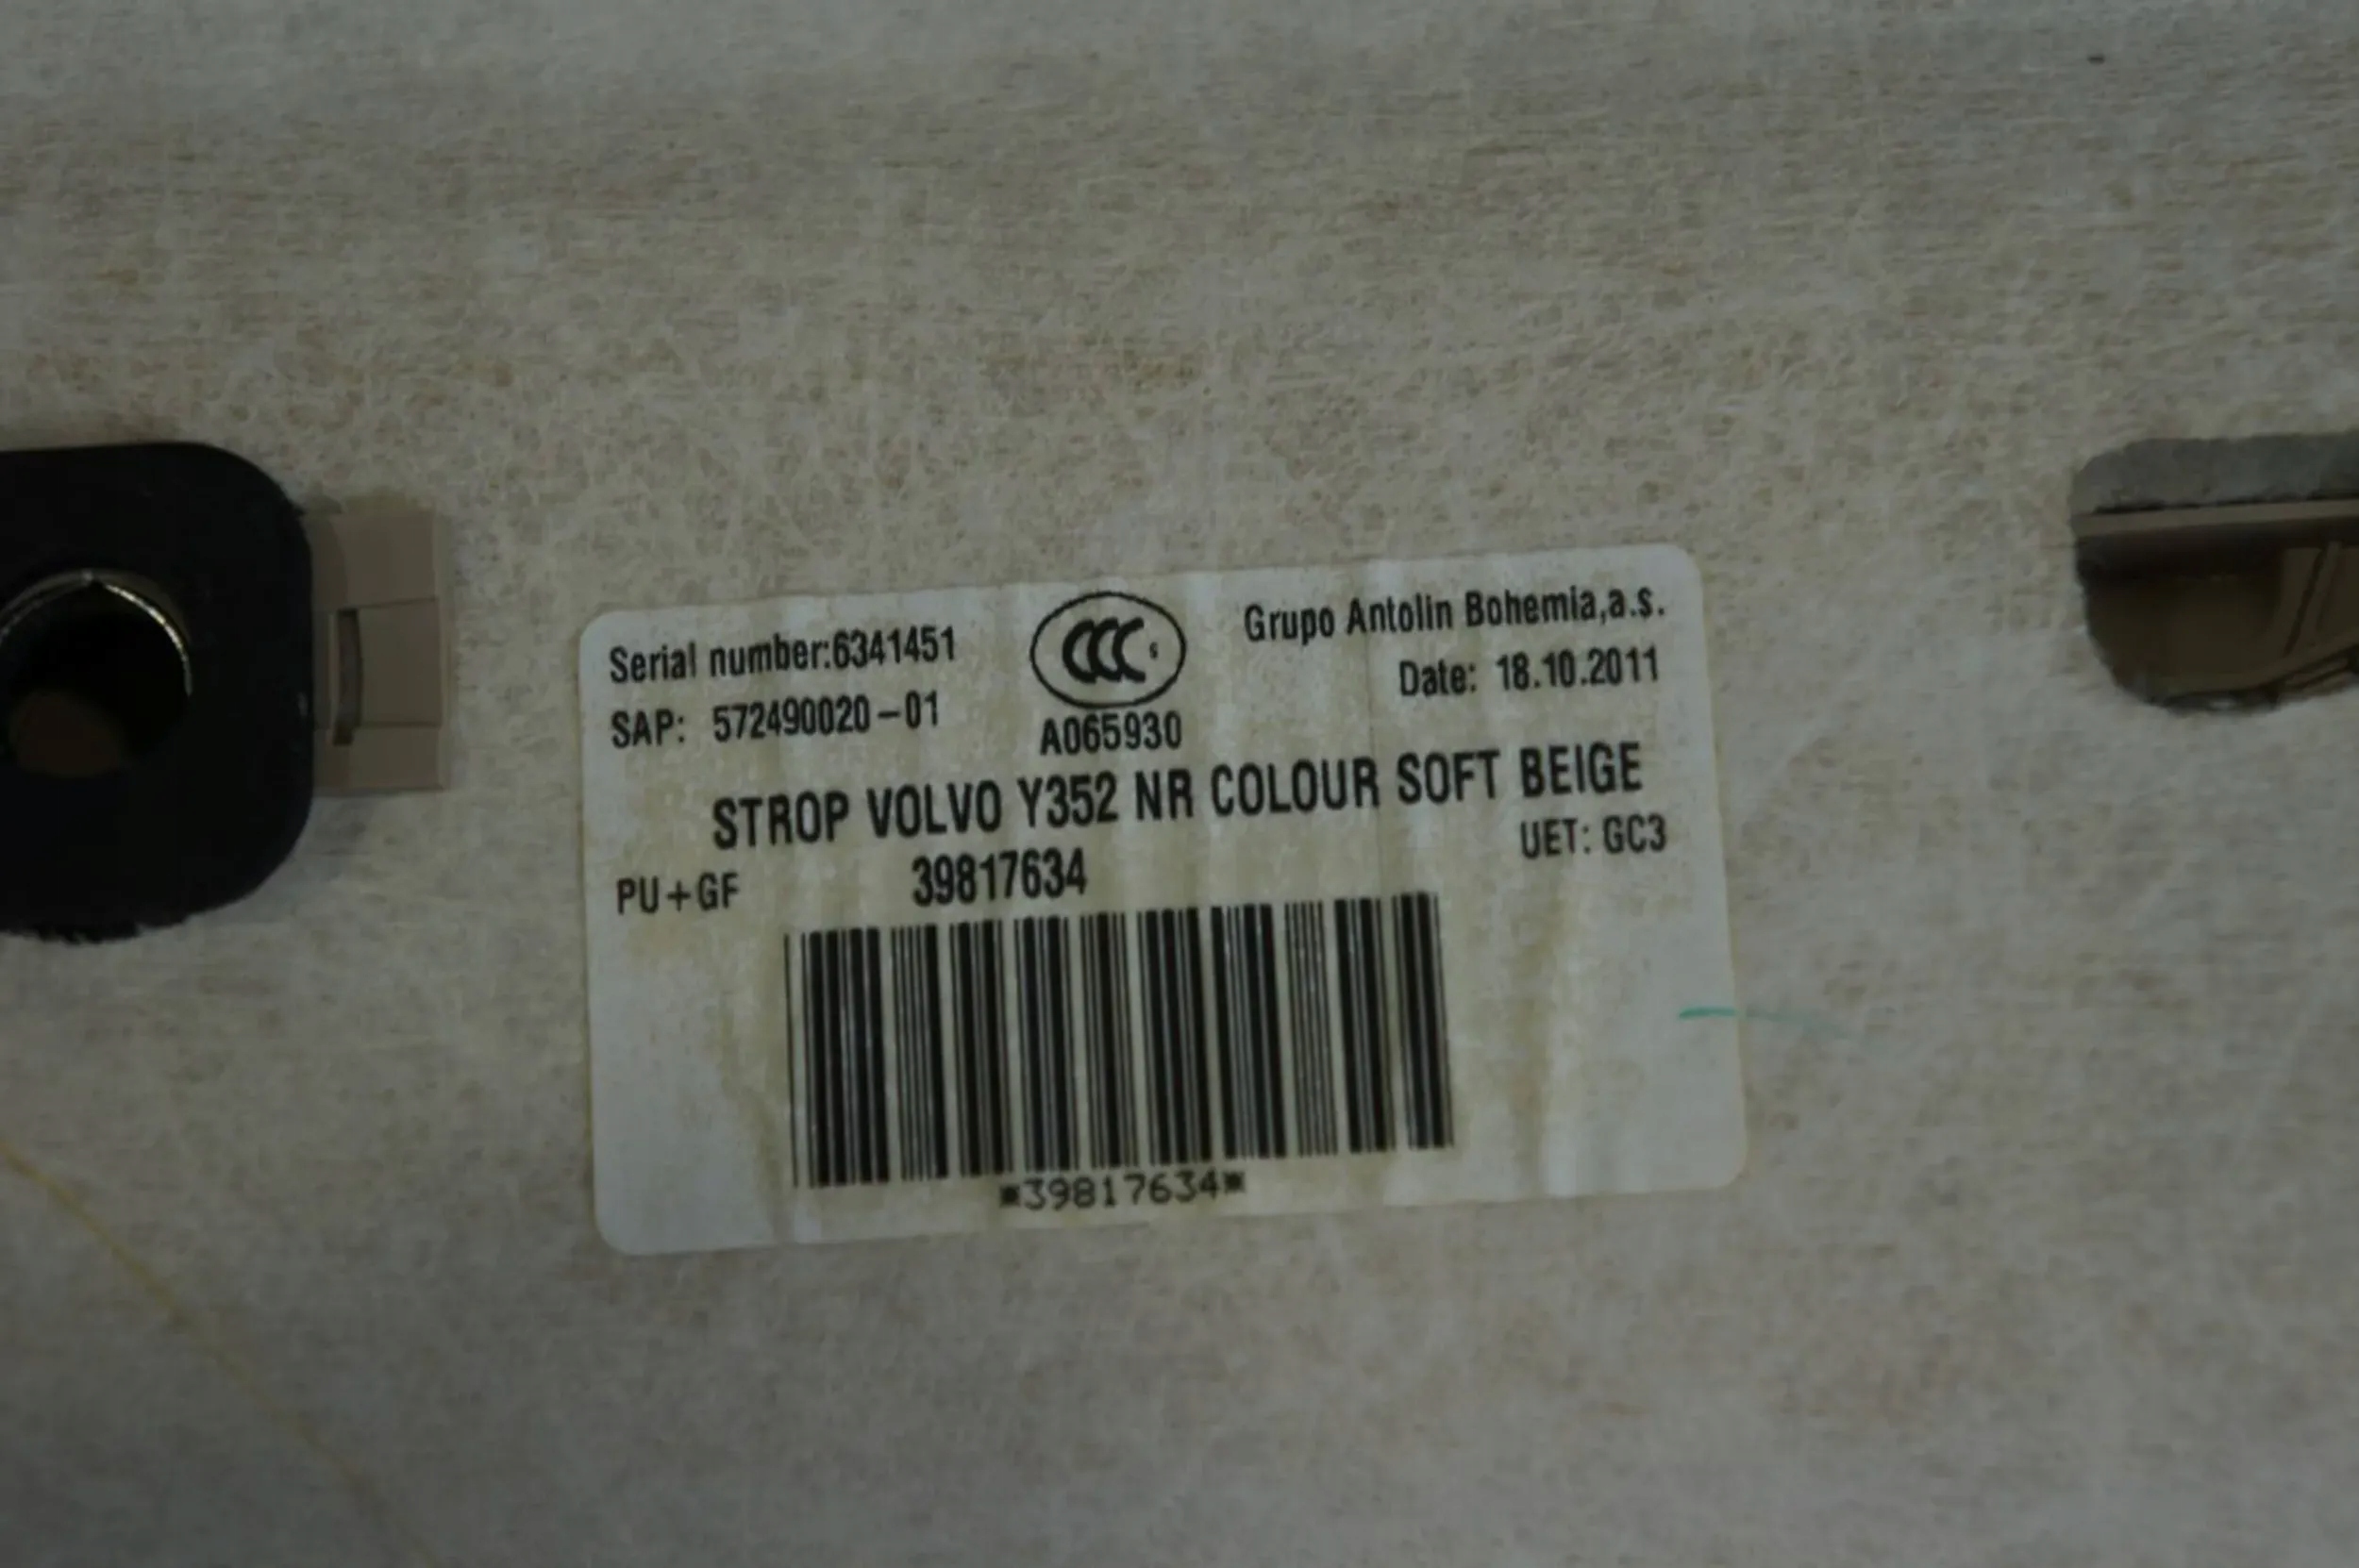 Serial number:6341451
SAP: 572490020-01
CCC S
A065930
Grupo Antolin Bohemia,a.s.
Date: 18.10.2011
STROP VOLVO Y352 NR COLOUR SOFT BEIGE
UET: GC3
PU+GF
39817634
*39817634*